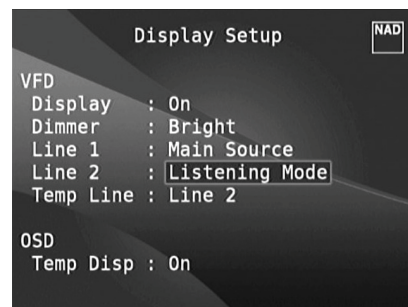 Display Setup
NAD
VFD
Display : On
Dimmer : Bright
Line 1 : Main Source
Line 2 : Listening Mode
Temp Line : Line 2
OSD
Temp Disp : On